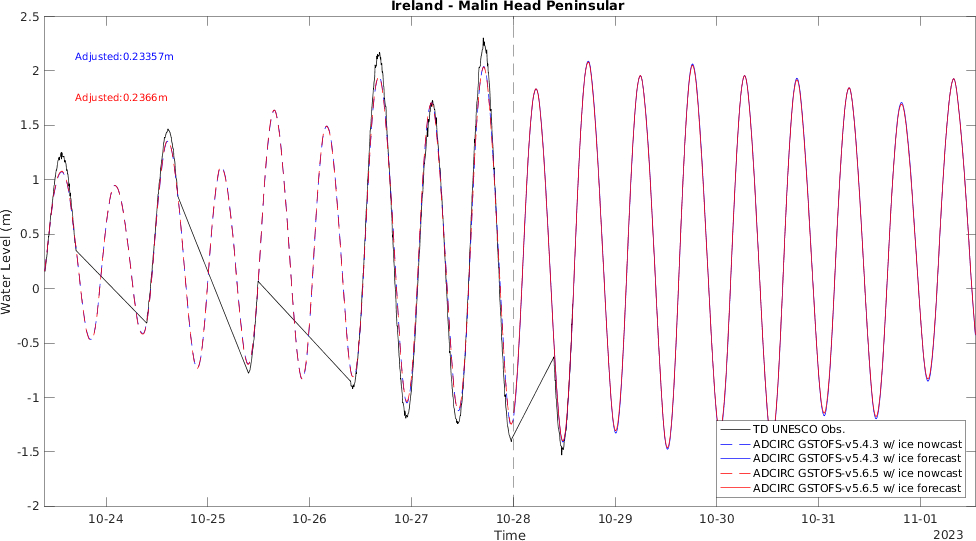 Ireland - Malin Head Peninsular
Adjusted:0.23357m
Adjusted:0.2366m
2.5
2
1.5
1
0.5
0
-0.5
-1
-1.5
-2
Water Level (m)
TD UNESCO Obs.
ADCIRC GSTOFS-v5.4.3 w/ ice nowcast
ADCIRC GSTOFS-v5.4.3 w/ ice forecast
ADCIRC GSTOFS-v5.6.5 w/ ice nowcast
ADCIRC GSTOFS-v5.6.5 w/ ice forecast
10-24 10-25 10-26 10-27 10-28 10-29 10-30 10-31 11-01
Time
2023